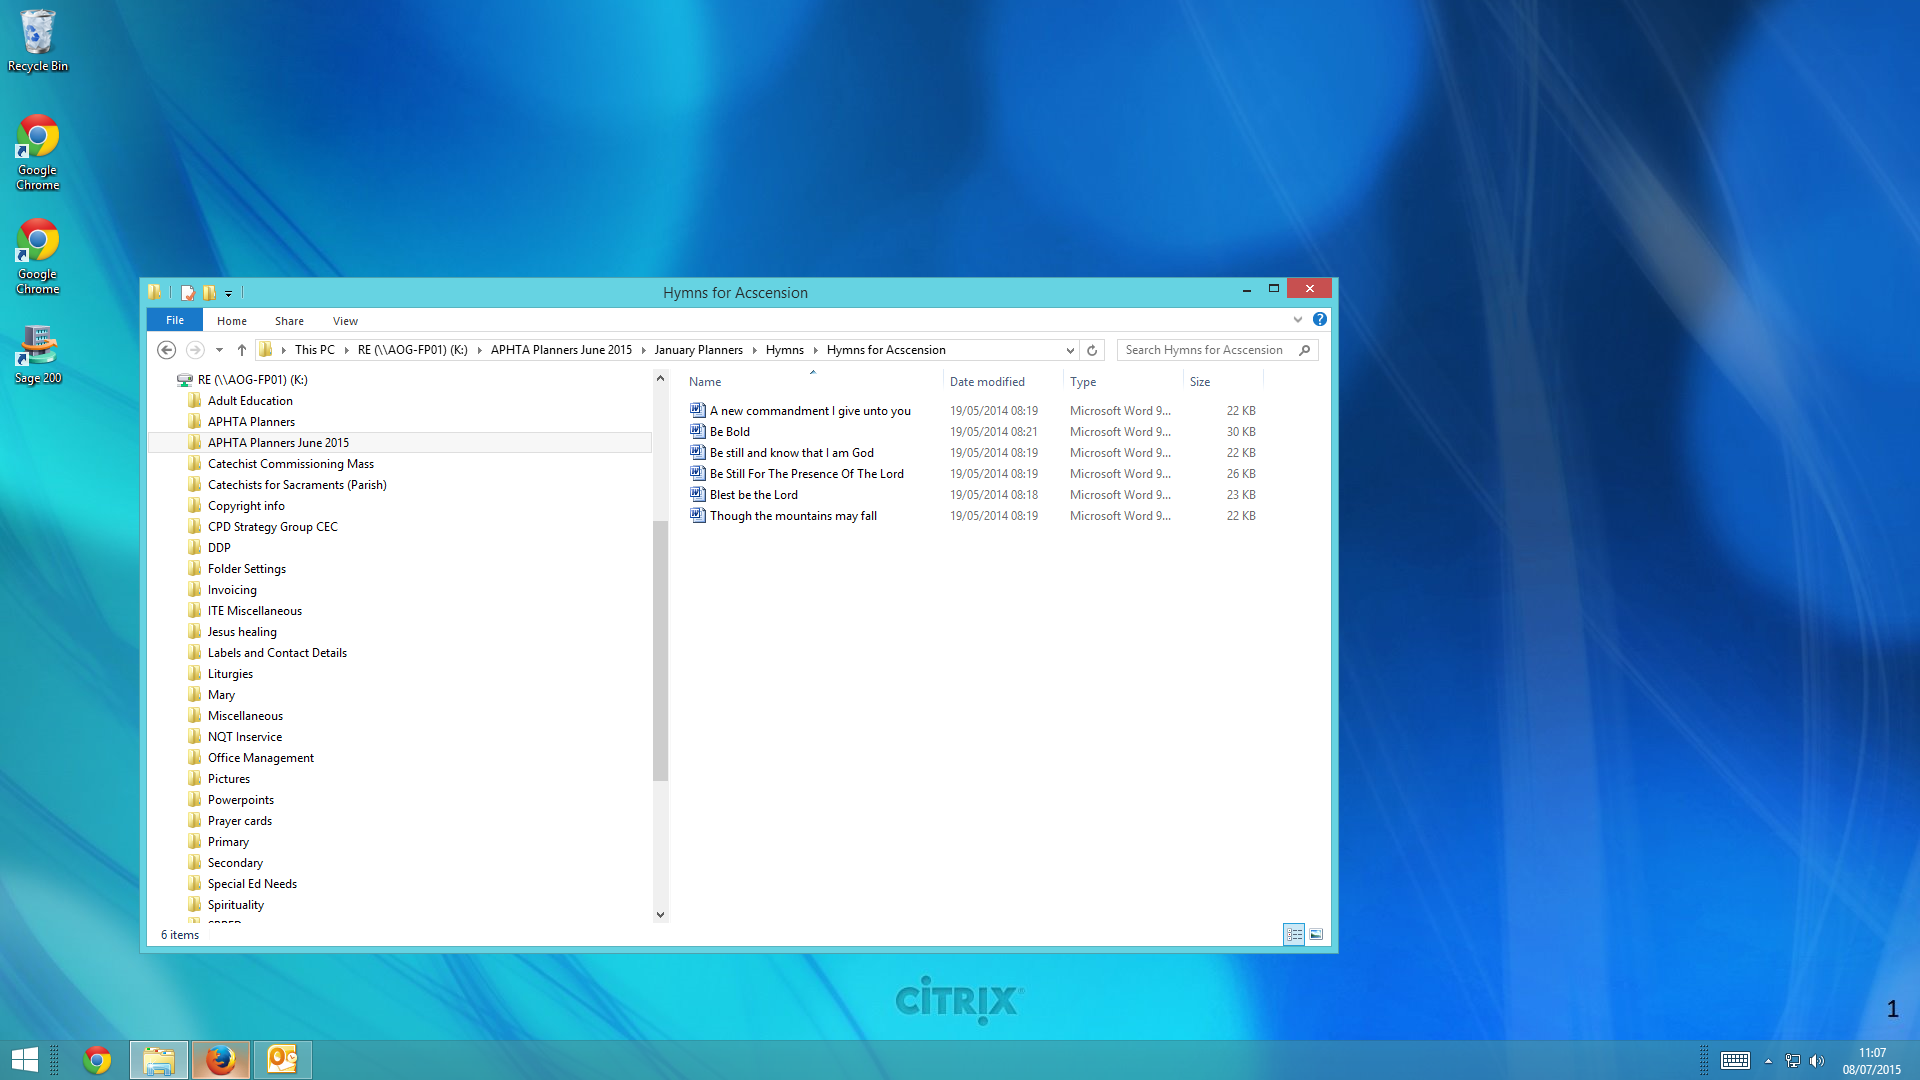 Recycle Bin
Google
Chrome
Google
Chrome
Sage 200
Hymns for Acscension
File Home Share View
This PC RE (\\AOG-FP01) (K:) APHTA Planners June 2015 January Planners Hymns Hymns for Acscension Search Hymns for Acscension
RE (\\AOG-FP01) (K:)
Adult Education
APHTA Planners
APHTA Planners June 2015
Catechist Commissioning Mass
Catechists for Sacraments (Parish)
Copyright info
CPD Strategy Group CEC
DDP
Folder Settings
Invoicing
ITE Miscellaneous
Jesus healing
Labels and Contact Details
Liturgies
Mary
Miscellaneous
NQT Inservice
Office Management
Pictures
Powerpoints
Prayer cards
Primary
Secondary
Special Ed Needs
Spirituality
Name Date modified Type Size
A new commandment I give unto you 19/05/2014 08:19 Microsoft Word 9... 22 KB
Be Bold 19/05/2014 08:21 Microsoft Word 9... 30 KB
Be still and know that I am God 19/05/2014 08:19 Microsoft Word 9... 22 KB
Be Still For The Presence Of The Lord 19/05/2014 08:19 Microsoft Word 9... 26 KB
Blest be the Lord 19/05/2014 08:18 Microsoft Word 9... 23 KB
Though the mountains may fall 19/05/2014 08:19 Microsoft Word 9... 22 KB
6 items
CiTRIX®
1
11:07
08/07/2015